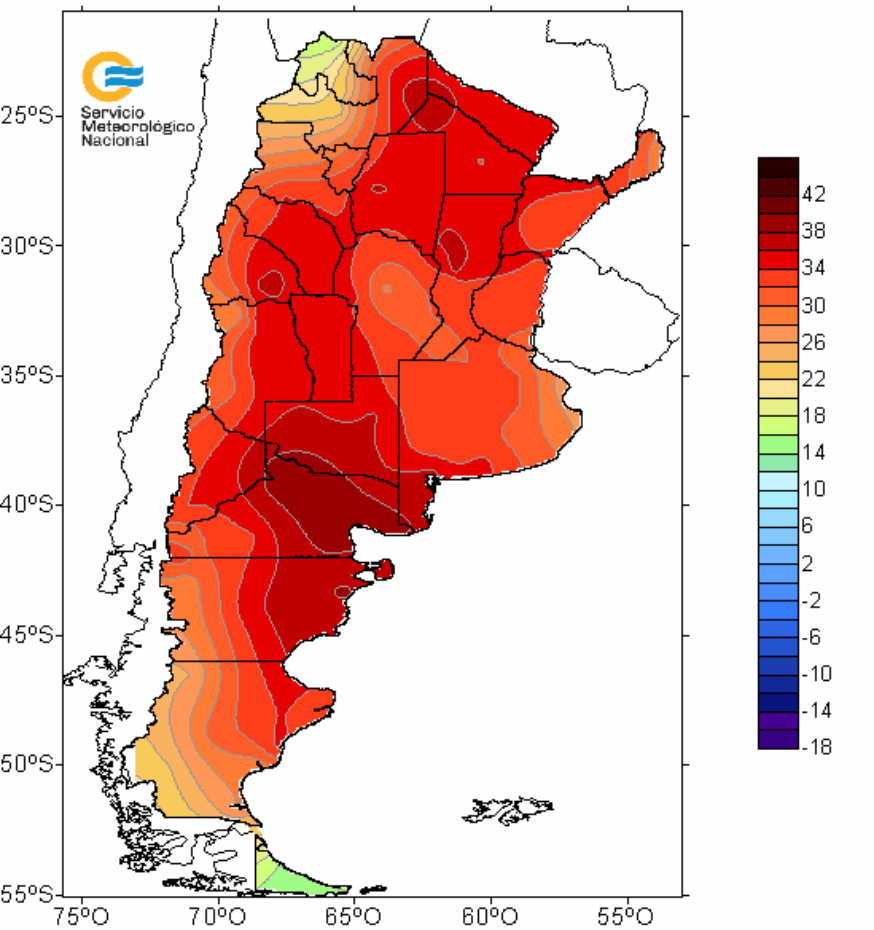 Servicio
Meteorológico
Nacional
25ºS
30ºS
35ºS
40ºS
45ºS
50ºS
55ºS
75ºO
70ºO
65ºO
60ºO
55ºO
42
38
34
30
26
22
18
14
10
6
2
-2
-6
-10
-14
-18